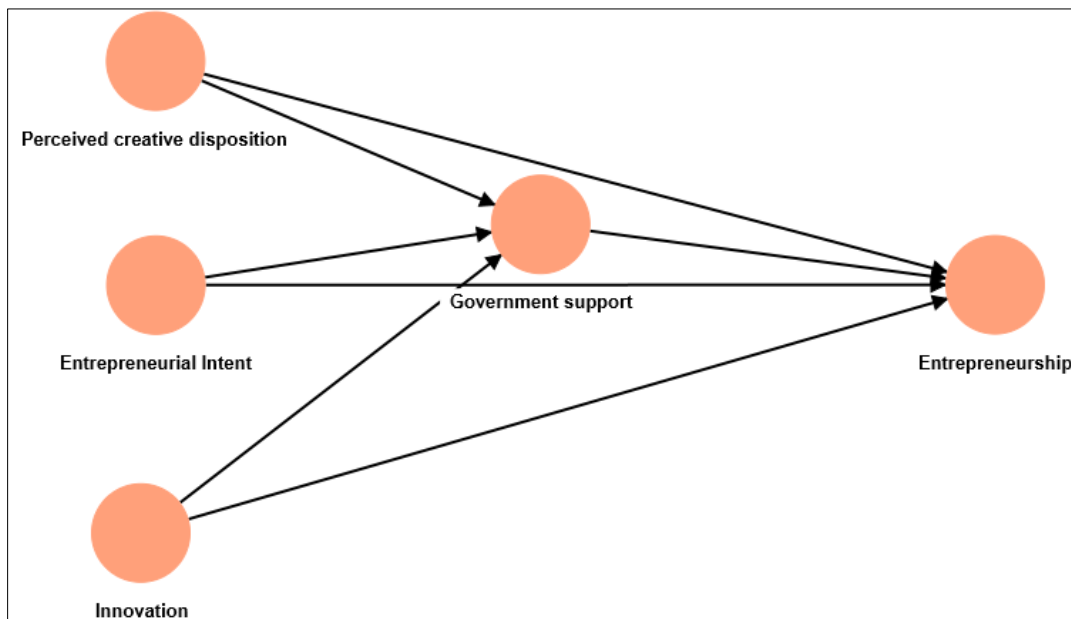 Perceived creative disposition
Government support
Entrepreneurial Intent
Entrepreneurship
Innovation